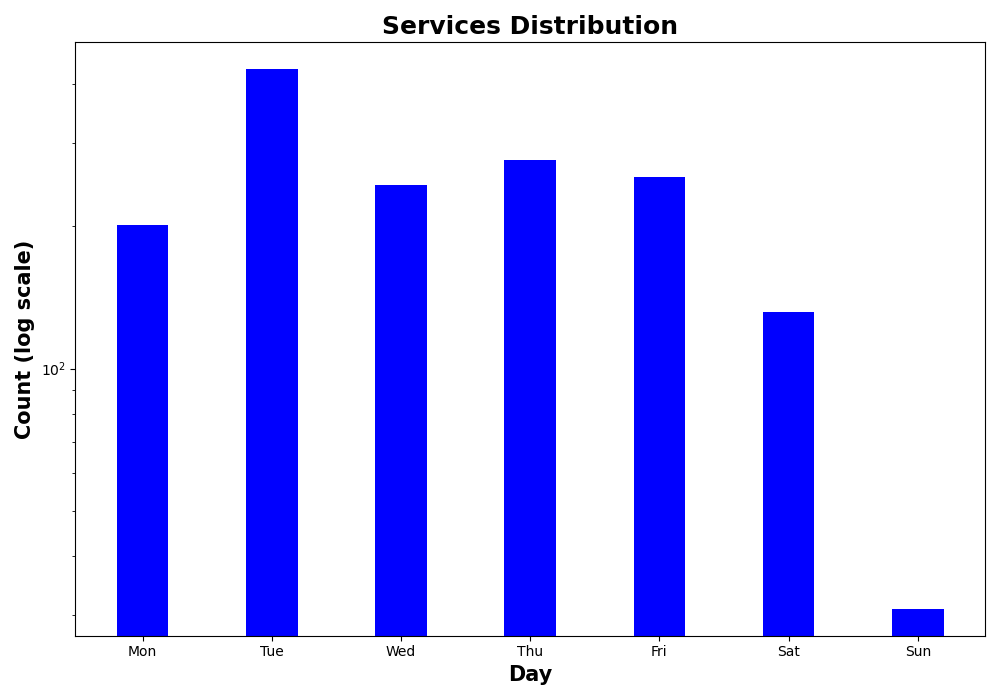 Services Distribution
Count (log scale)
10²
Mon Tue Wed Thu Fri Sat Sun
Day